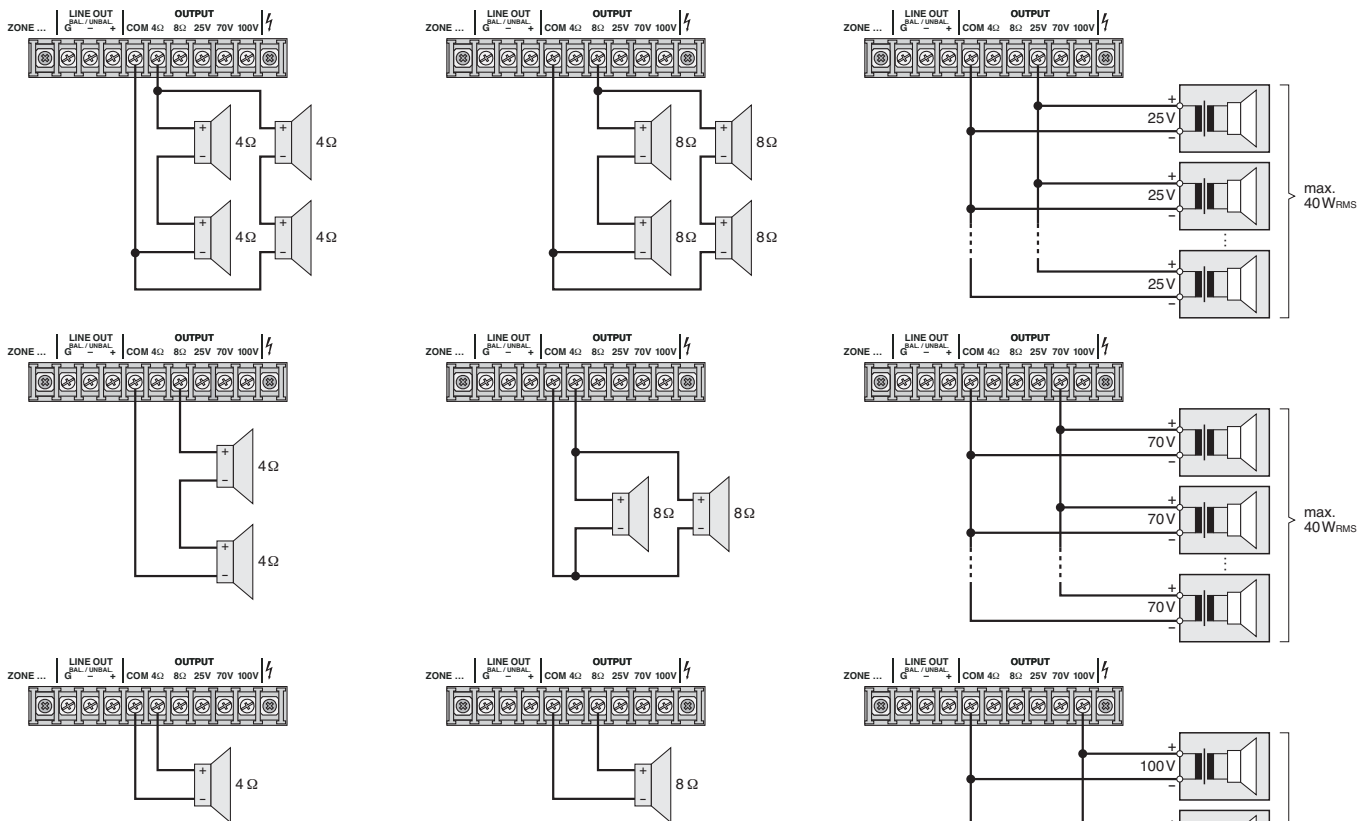 LINE OUT OUTPUT
BAL. / UNBAL.
ZONE ... G – + COM 4Ω 8Ω 25V 70V 100V
+ 4Ω + 4Ω
–  –
+ 4Ω + 4Ω
–  –
LINE OUT OUTPUT
BAL. / UNBAL.
ZONE ... G – + COM 4Ω 8Ω 25V 70V 100V
+ 8Ω + 8Ω
–  –
+ 8Ω + 8Ω
–  –
LINE OUT OUTPUT
BAL. / UNBAL.
ZONE ... G – + COM 4Ω 8Ω 25V 70V 100V
+
25V
–
+
25V
–
+
25V
–
max.
40 WRMS
LINE OUT OUTPUT
BAL. / UNBAL.
ZONE ... G – + COM 4Ω 8Ω 25V 70V 100V
+ 4Ω
–
+ 4Ω
–
LINE OUT OUTPUT
BAL. / UNBAL.
ZONE ... G – + COM 4Ω 8Ω 25V 70V 100V
+ 8Ω + 8Ω
–  –
LINE OUT OUTPUT
BAL. / UNBAL.
ZONE ... G – + COM 4Ω 8Ω 25V 70V 100V
+
70V
–
+
70V
–
+
70V
–
max.
40 WRMS
LINE OUT OUTPUT
BAL. / UNBAL.
ZONE ... G – + COM 4Ω 8Ω 25V 70V 100V
+ 4Ω
–
LINE OUT OUTPUT
BAL. / UNBAL.
ZONE ... G – + COM 4Ω 8Ω 25V 70V 100V
+ 8Ω
–
LINE OUT OUTPUT
BAL. / UNBAL.
ZONE ... G – + COM 4Ω 8Ω 25V 70V 100V
+
100V
–